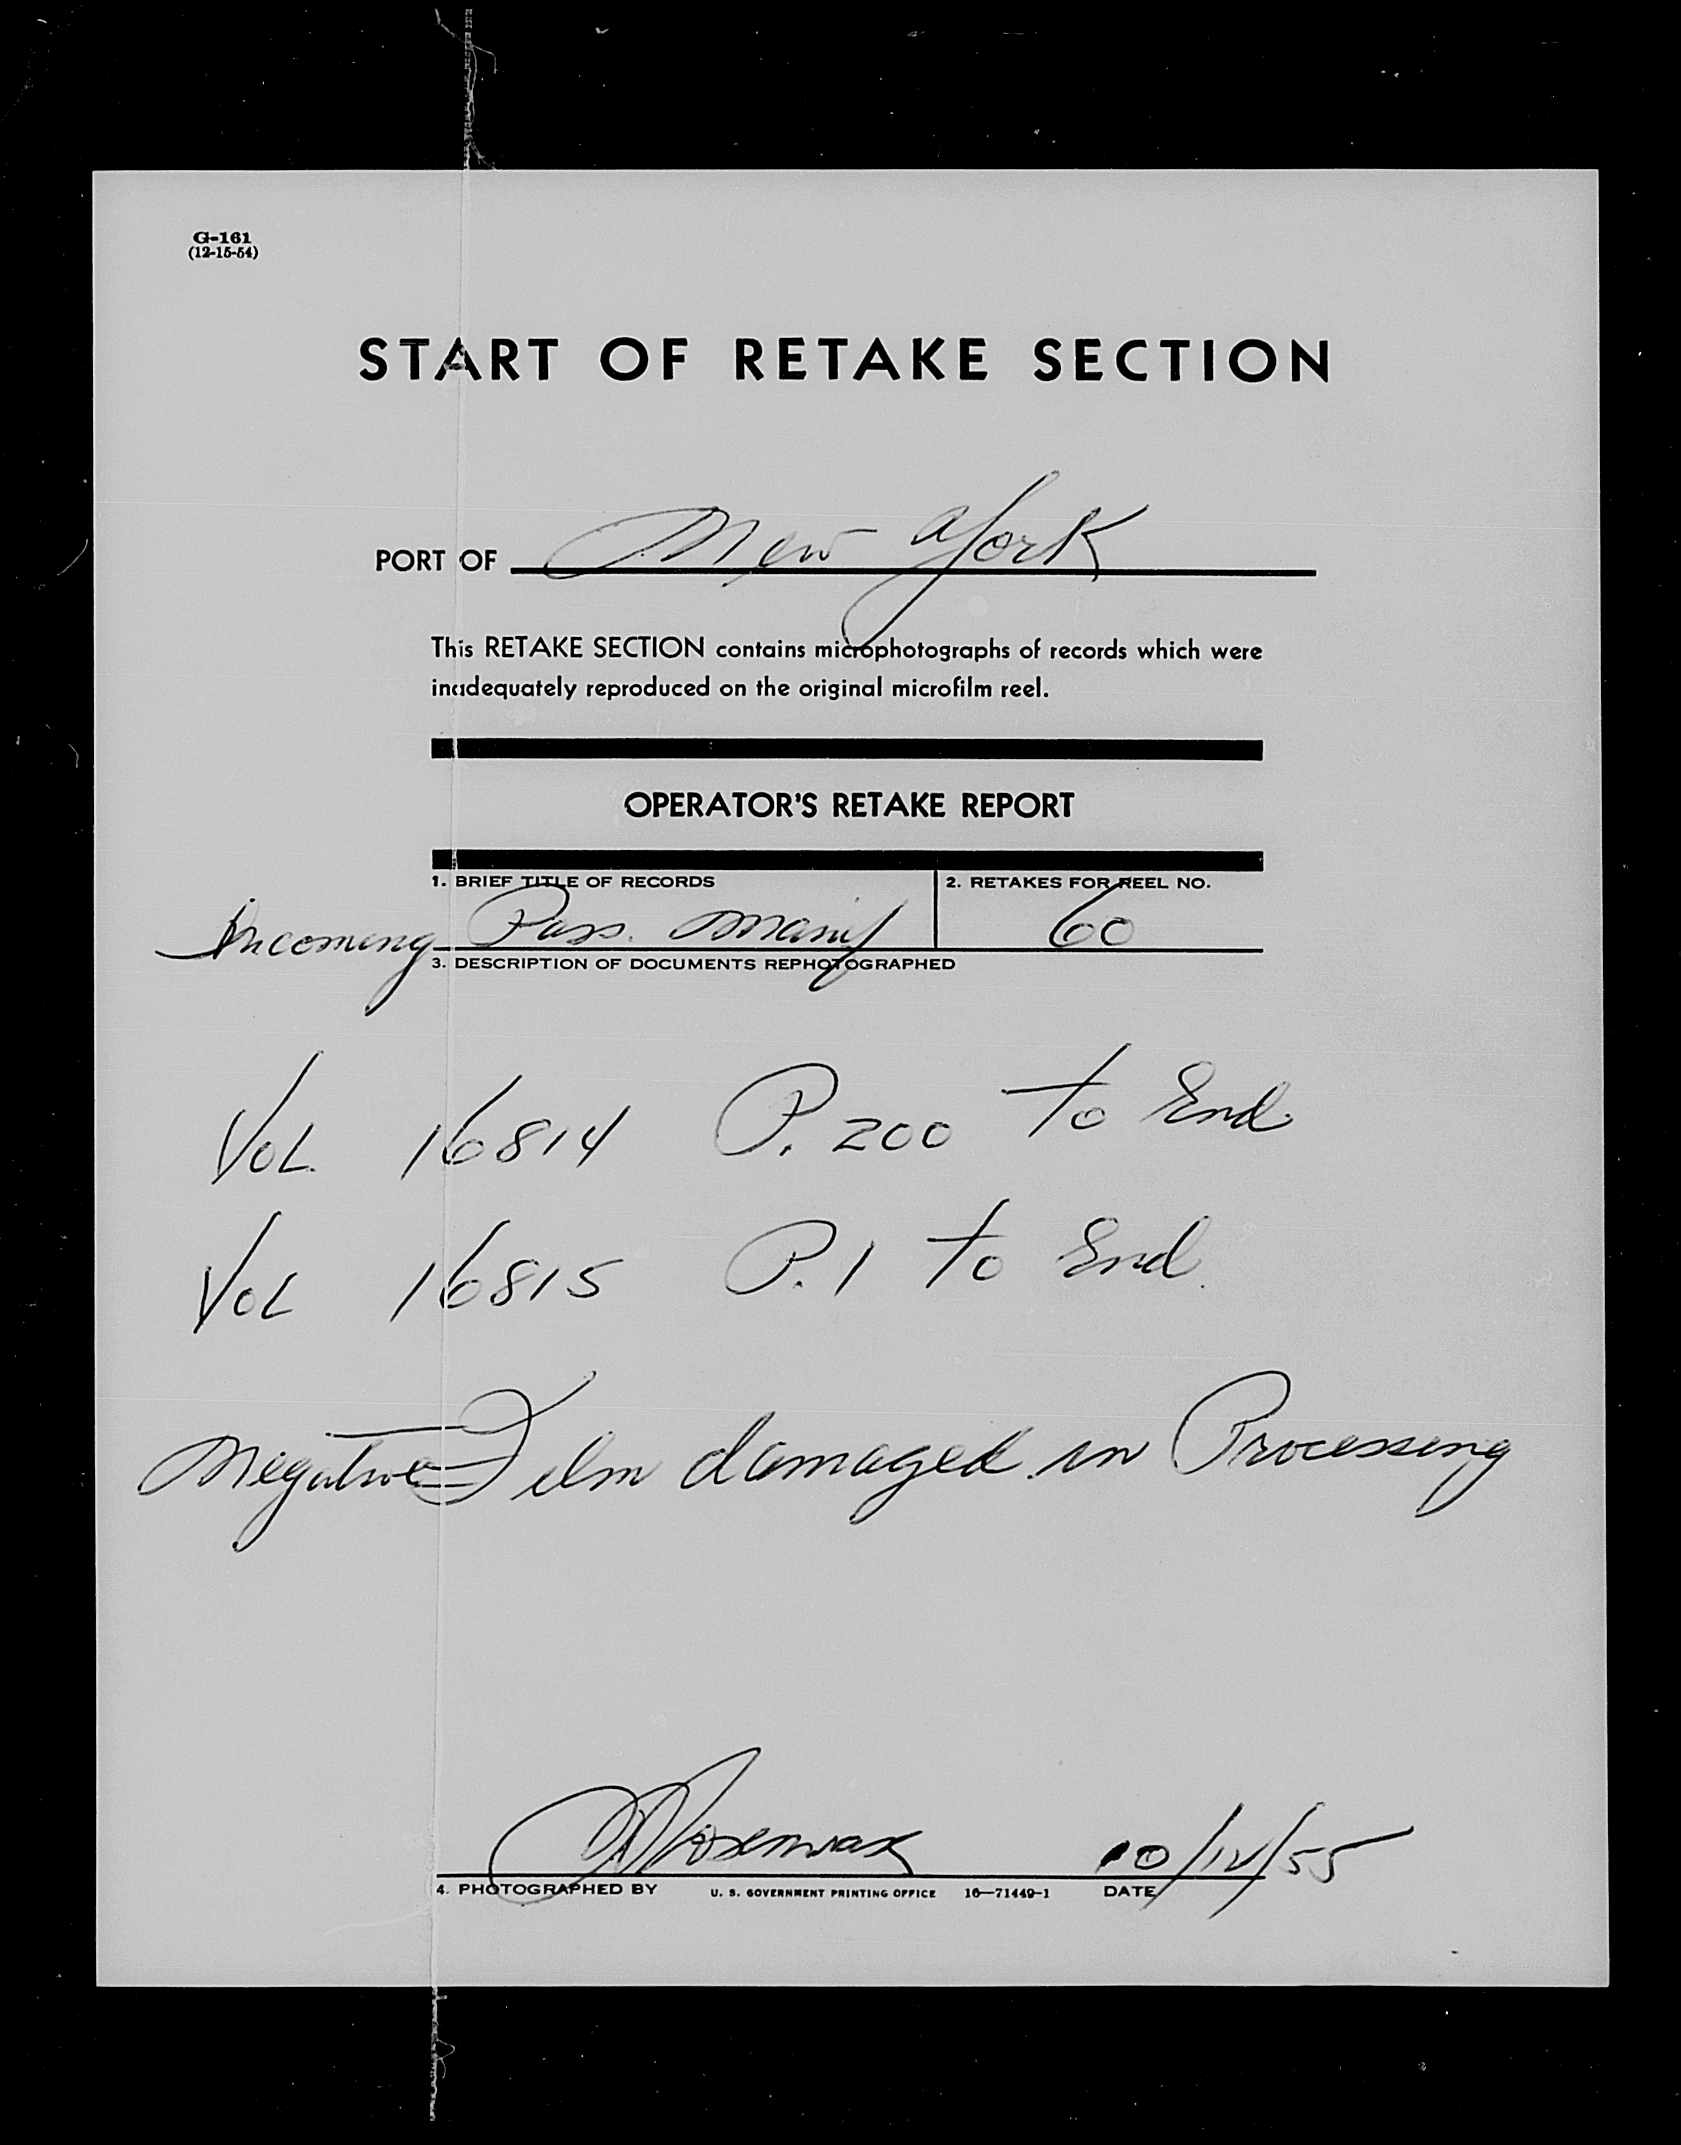 G-161
(12-15-54)
START OF RETAKE SECTION
PORT OF New York
This RETAKE SECTION contains microphotographs of records which were
inadequately reproduced on the original microfilm reel.
OPERATOR'S RETAKE REPORT
1. BRIEF TITLE OF RECORDS
2. RETAKES FOR REEL NO.
Incoming Pass. Manif
60
3. DESCRIPTION OF DOCUMENTS REPHOTOGRAPHED
Vol. 16814 P. 200 to End.
Vol 16815 P. 1 to End.
Negative Film damaged in Processing
10/12/55
4. PHOTOGRAPHED BY
U. S. GOVERNMENT PRINTING OFFICE 16—71449-1
DATE